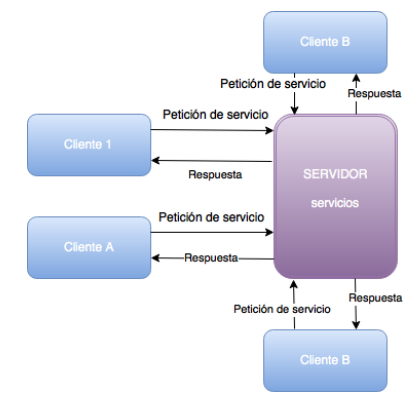 Cliente B
Petición de servicio
Respuesta
Petición de servicio
Cliente 1
Respuesta
SERVIDOR
servicios
Petición de servicio
Cliente A
Respuesta
Petición de servicio
Respuesta
Cliente B